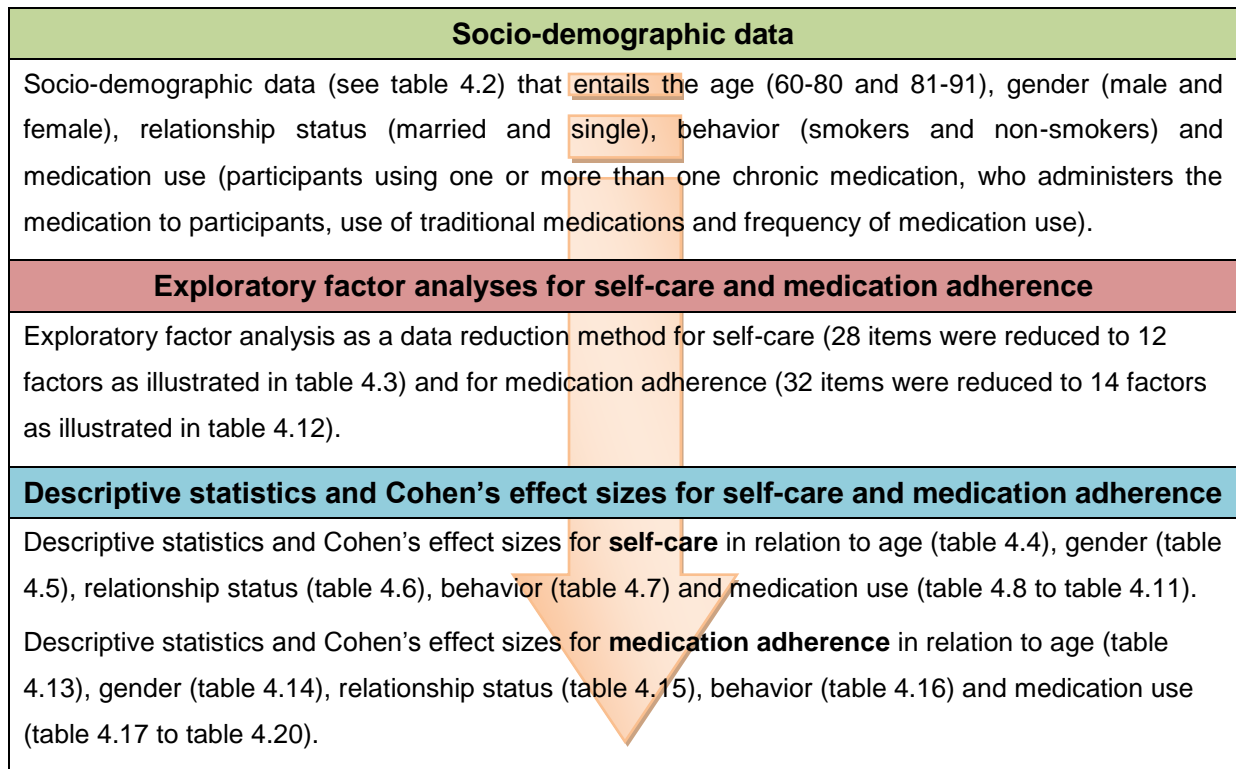 Socio-demographic data
Socio-demographic data (see table 4.2) that entails the age (60-80 and 81-91), gender (male and
female), relationship status (married and single), behavior (smokers and non-smokers) and
medication use (participants using one or more than one chronic medication, who administers the
medication to participants, use of traditional medications and frequency of medication use).
Exploratory factor analyses for self-care and medication adherence
Exploratory factor analysis as a data reduction method for self-care (28 items were reduced to 12
factors as illustrated in table 4.3) and for medication adherence (32 items were reduced to 14 factors
as illustrated in table 4.12).
Descriptive statistics and Cohen's effect sizes for self-care and medication adherence
Descriptive statistics and Cohen's effect sizes for self-care in relation to age (table 4.4), gender (table
4.5), relationship status (table 4.6), behavior (table 4.7) and medication use (table 4.8 to table 4.11).
Descriptive statistics and Cohen's effect sizes for medication adherence in relation to age (table
4.13), gender (table 4.14), relationship status (table 4.15), behavior (table 4.16) and medication use
(table 4.17 to table 4.20).